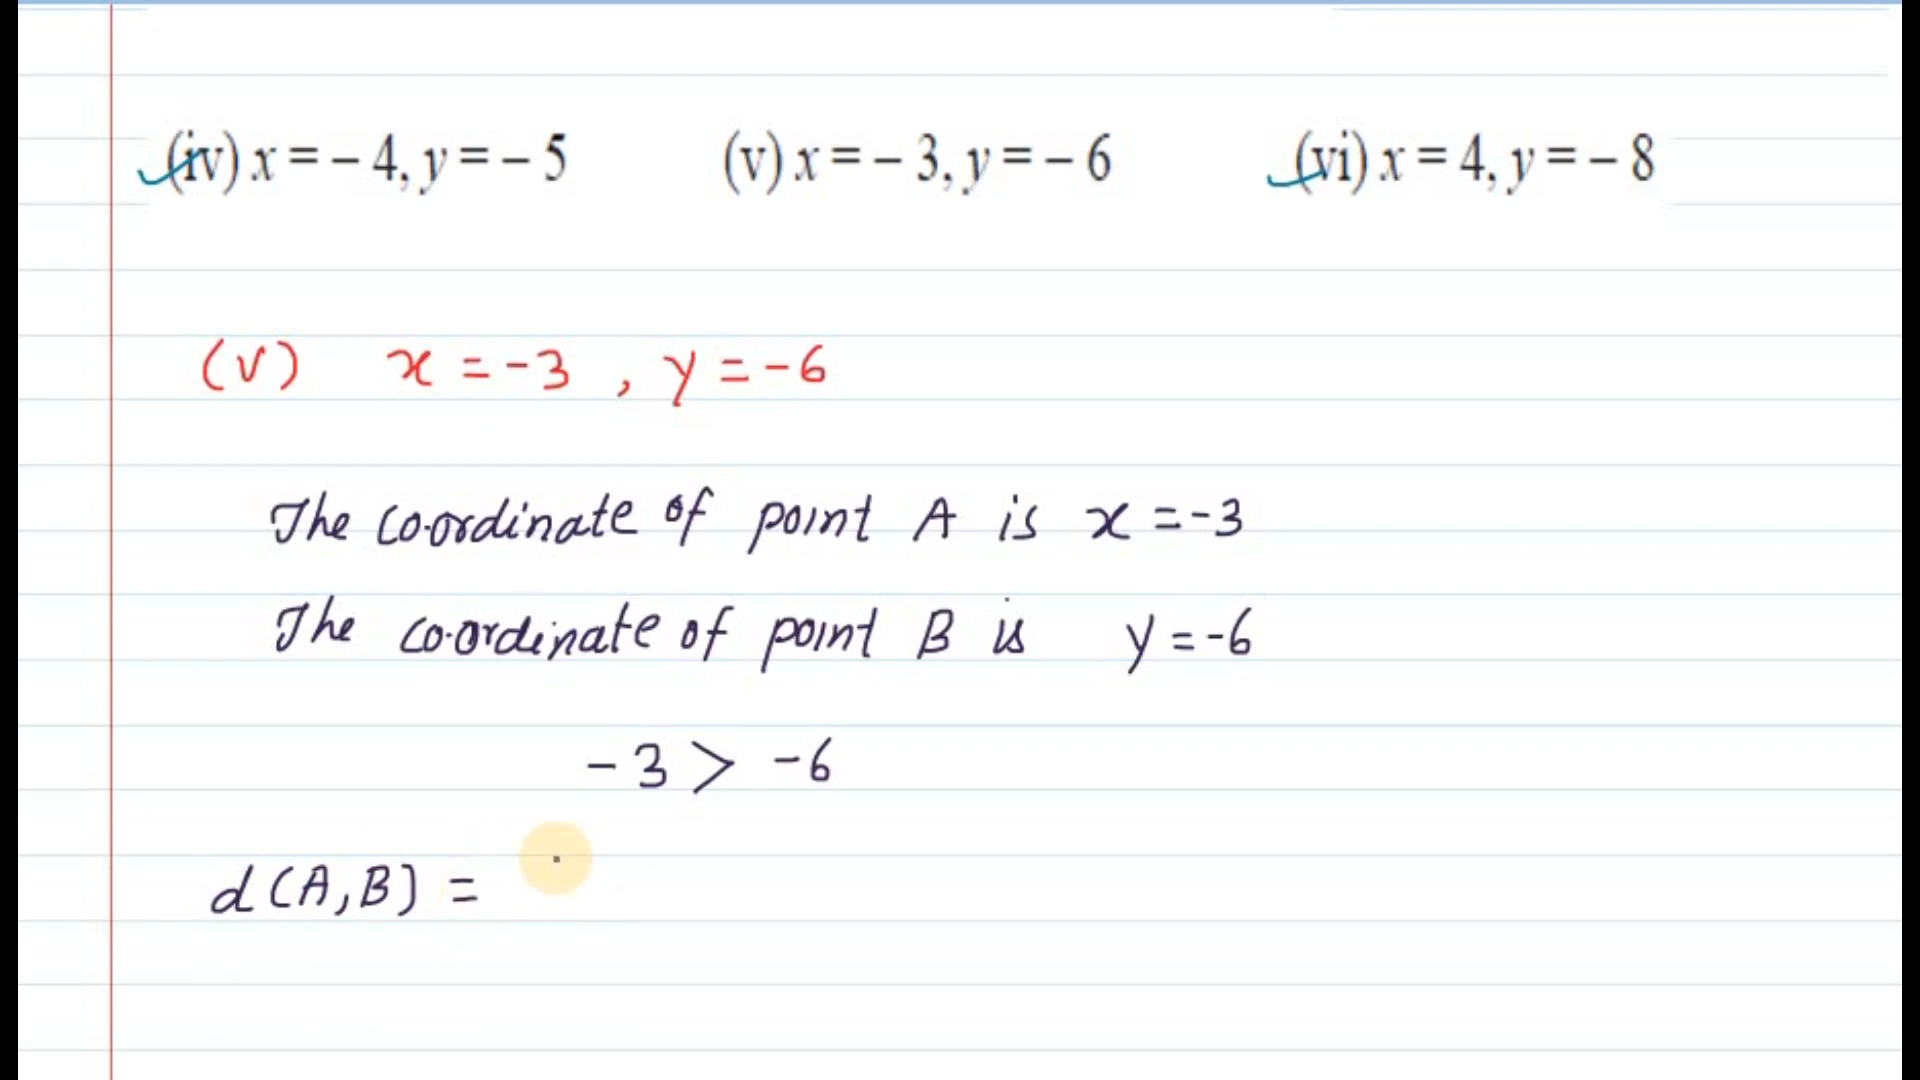 (iv) x = – 4, y = – 5 (v) x = – 3, y = – 6 (vi) x = 4, y = – 8
(v) x = -3 , y = -6
The co-ordinate of point A is x = -3
The co-ordinate of point B is y = -6
-3 > -6
d(A,B) =